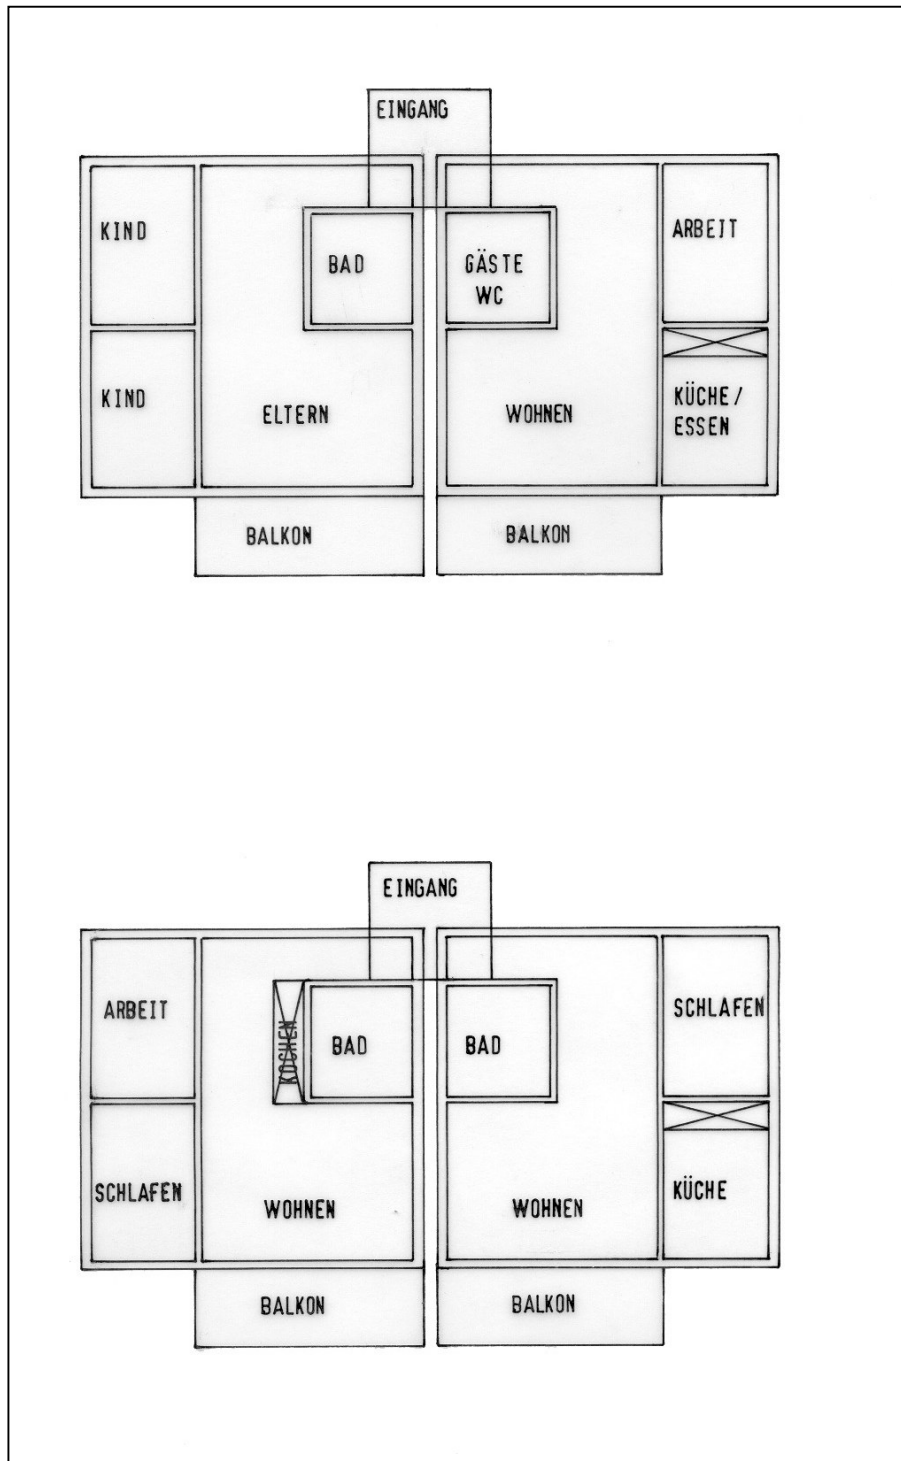 EINGANG
KIND
BAD
GÄSTE
WC
ARBEIT
KIND
ELTERN
WOHNEN
KÜCHE/
ESSEN
BALKON
BALKON
EINGANG
ARBEIT
KOCHEN
BAD
BAD
SCHLAFEN
SCHLAFEN
WOHNEN
WOHNEN
KÜCHE
BALKON
BALKON